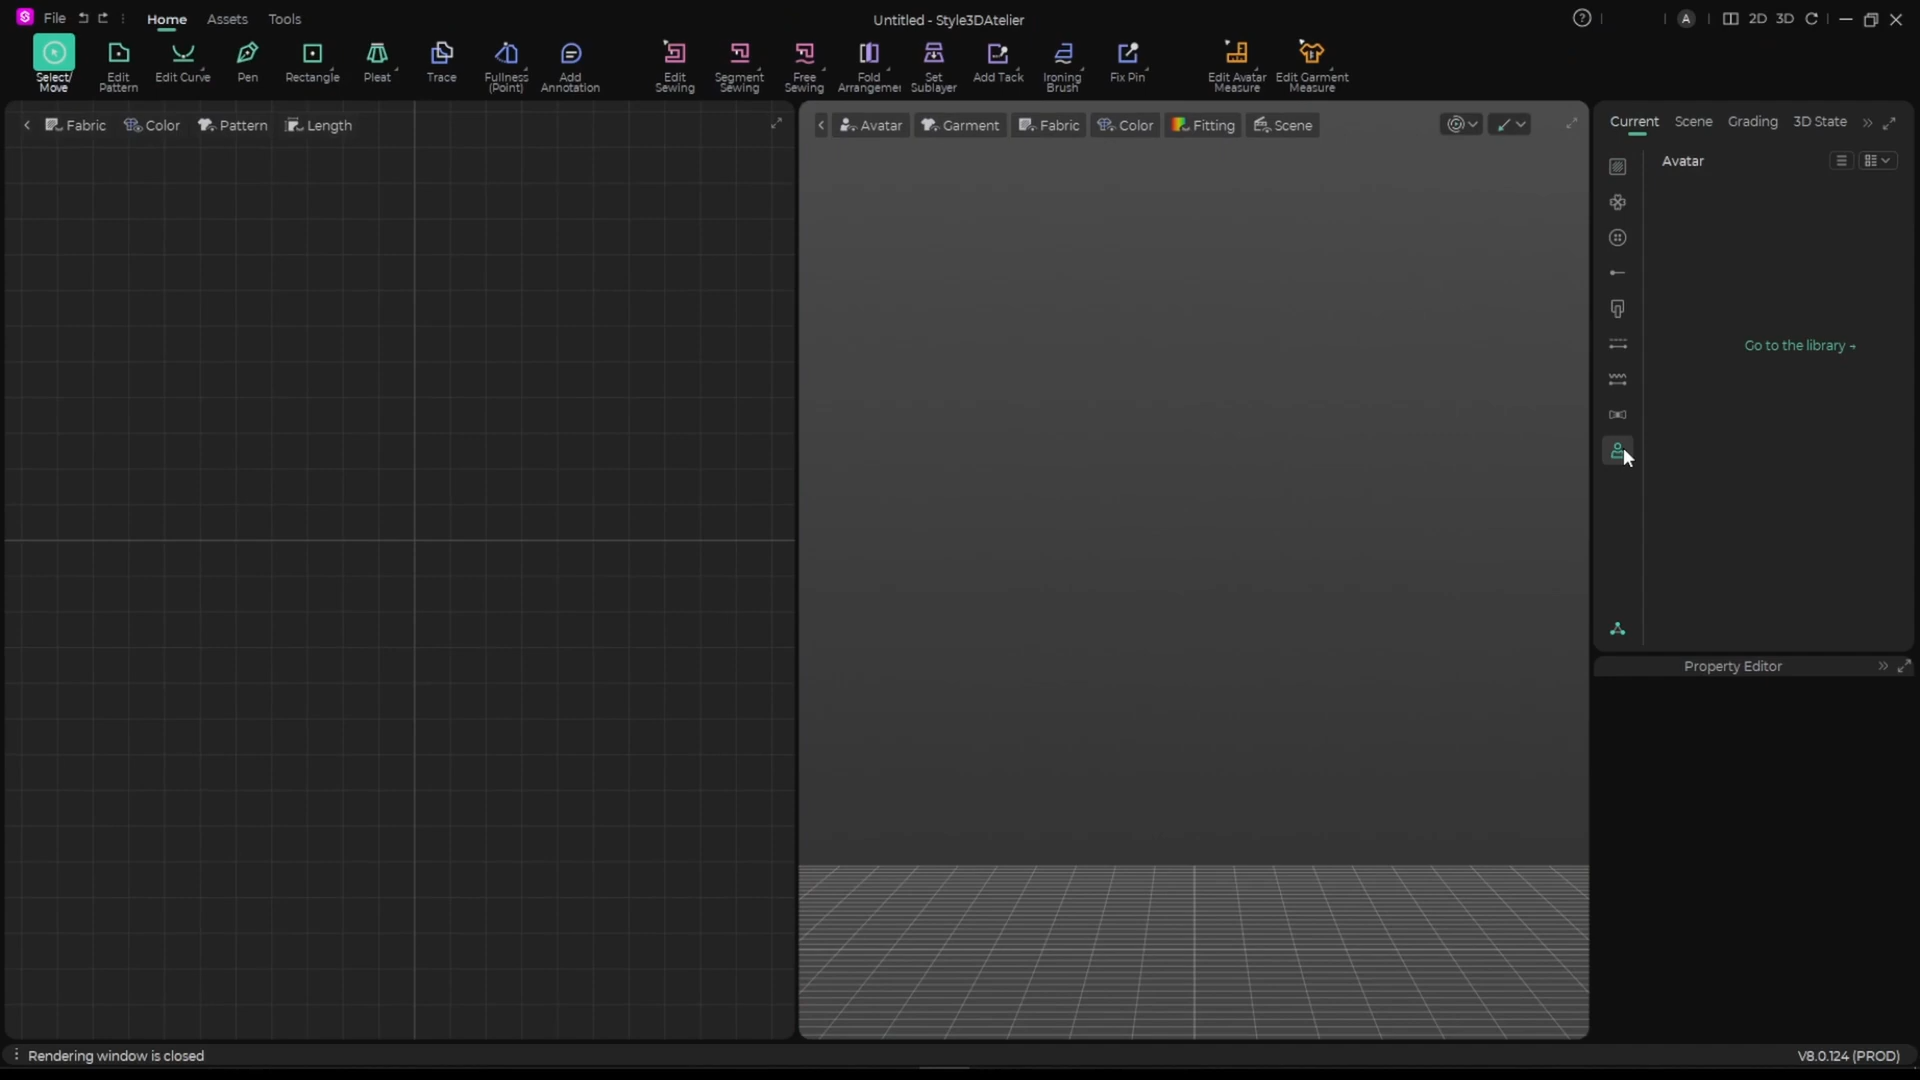 File Home Assets Tools
Untitled - Style3DAtelier
A 2D 3D
Select/
Move
Edit
Pattern
Edit Curve
Pen
Rectangle
Pleat
Trace
Fullness
(Point)
Add
Annotation
Edit
Sewing
Segment
Sewing
Free
Sewing
Fold
Arrangemer
Set
Sublayer
Add Tack
Ironing
Brush
Fix Pin
Edit Avatar
Measure
Edit Garment
Measure
Fabric Color Pattern Length
Avatar Garment Fabric Color Fitting Scene
Current Scene Grading 3D State
Avatar
Go to the library
Property Editor
Rendering window is closed
V8.0.124 (PROD)